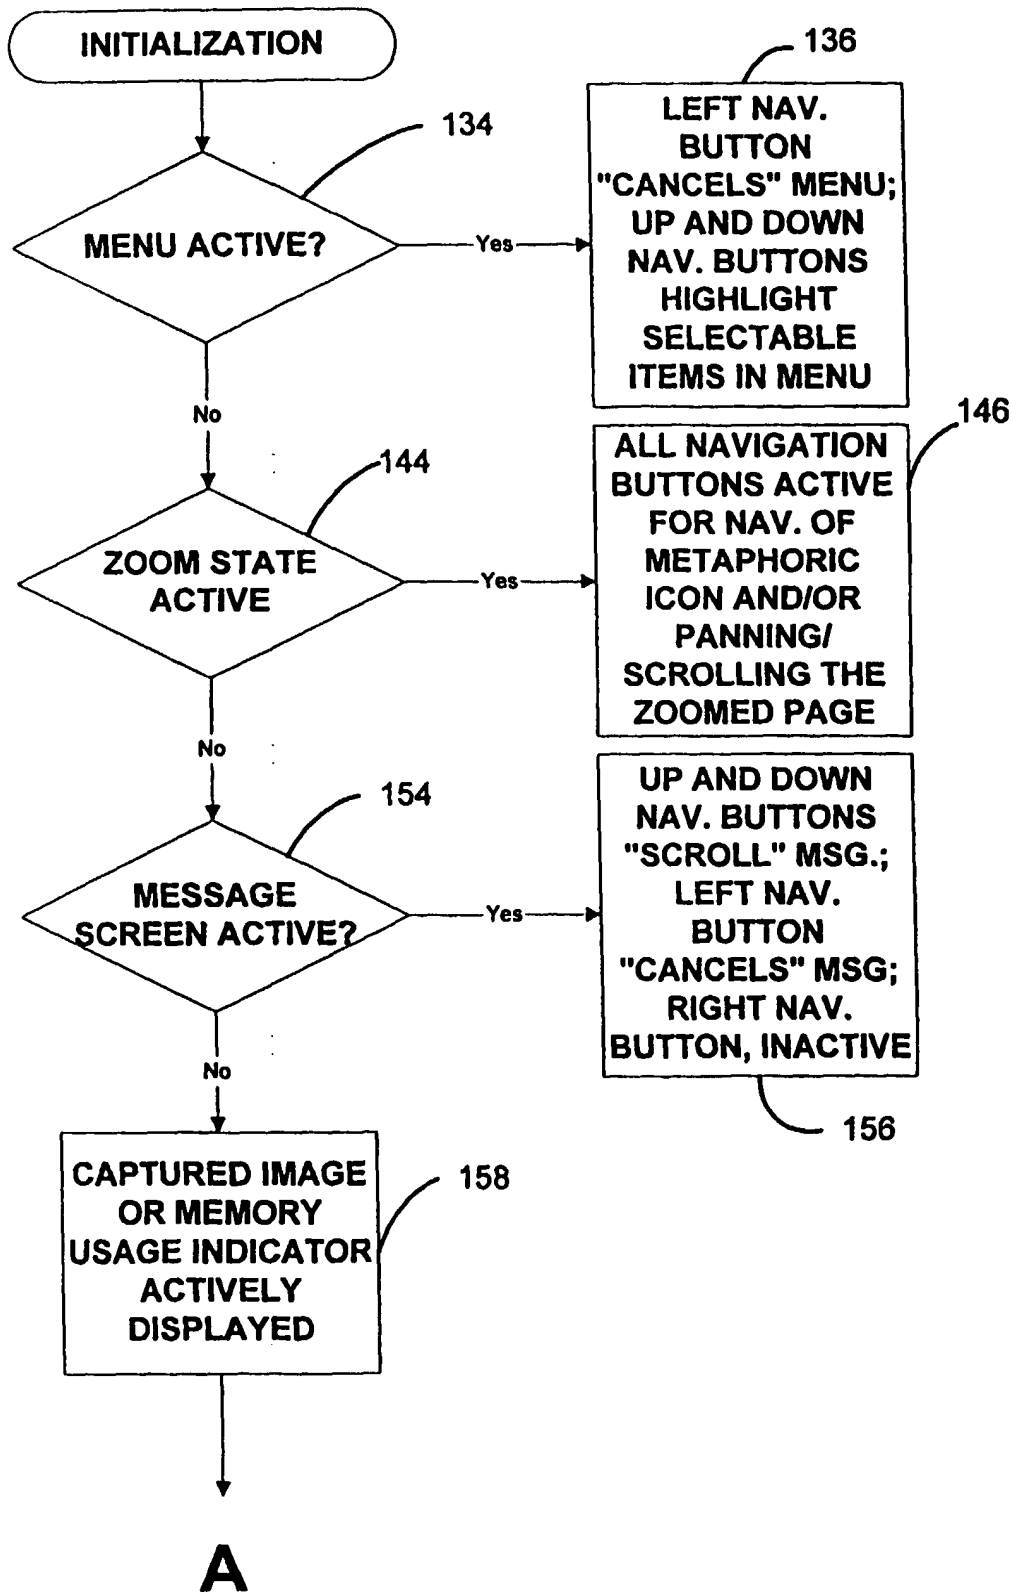 INITIALIZATION
136
134
LEFT NAV.
BUTTON
"CANCELS" MENU;
UP AND DOWN
NAV. BUTTONS
HIGHLIGHT
SELECTABLE
ITEMS IN MENU
MENU ACTIVE?
Yes
No
146
144
ALL NAVIGATION
BUTTONS ACTIVE
FOR NAV. OF
METAPHORIC
ICON AND/OR
PANNING/
SCROLLING THE
ZOOMED PAGE
ZOOM STATE
ACTIVE
Yes
No
154
UP AND DOWN
NAV. BUTTONS
"SCROLL" MSG.;
LEFT NAV.
BUTTON
"CANCELS" MSG;
RIGHT NAV.
BUTTON, INACTIVE
MESSAGE
SCREEN ACTIVE?
Yes
No
156
158
CAPTURED IMAGE
OR MEMORY
USAGE INDICATOR
ACTIVELY
DISPLAYED
A